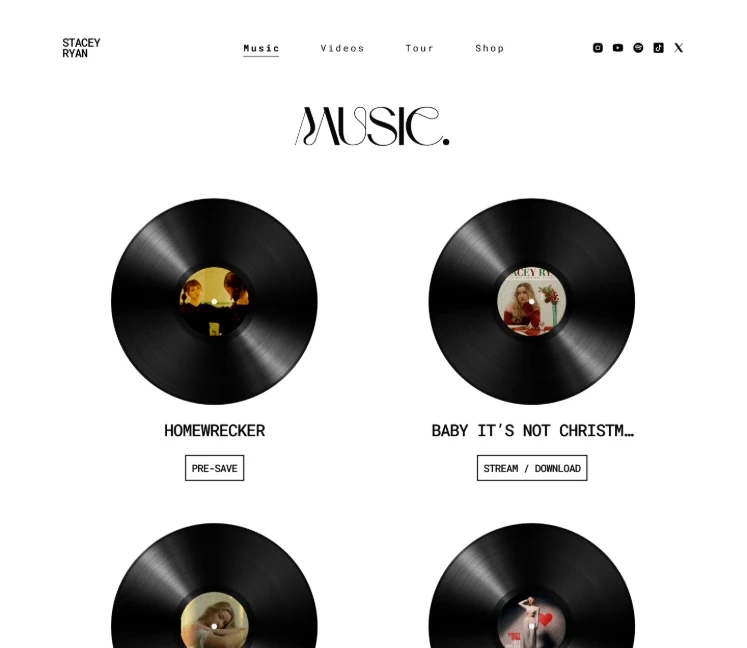 STACEY
RYAN
Music Videos Tour Shop
MUSIC.
HOMEWRECKER
BABY IT'S NOT CHRISTM…
PRE-SAVE
STREAM / DOWNLOAD